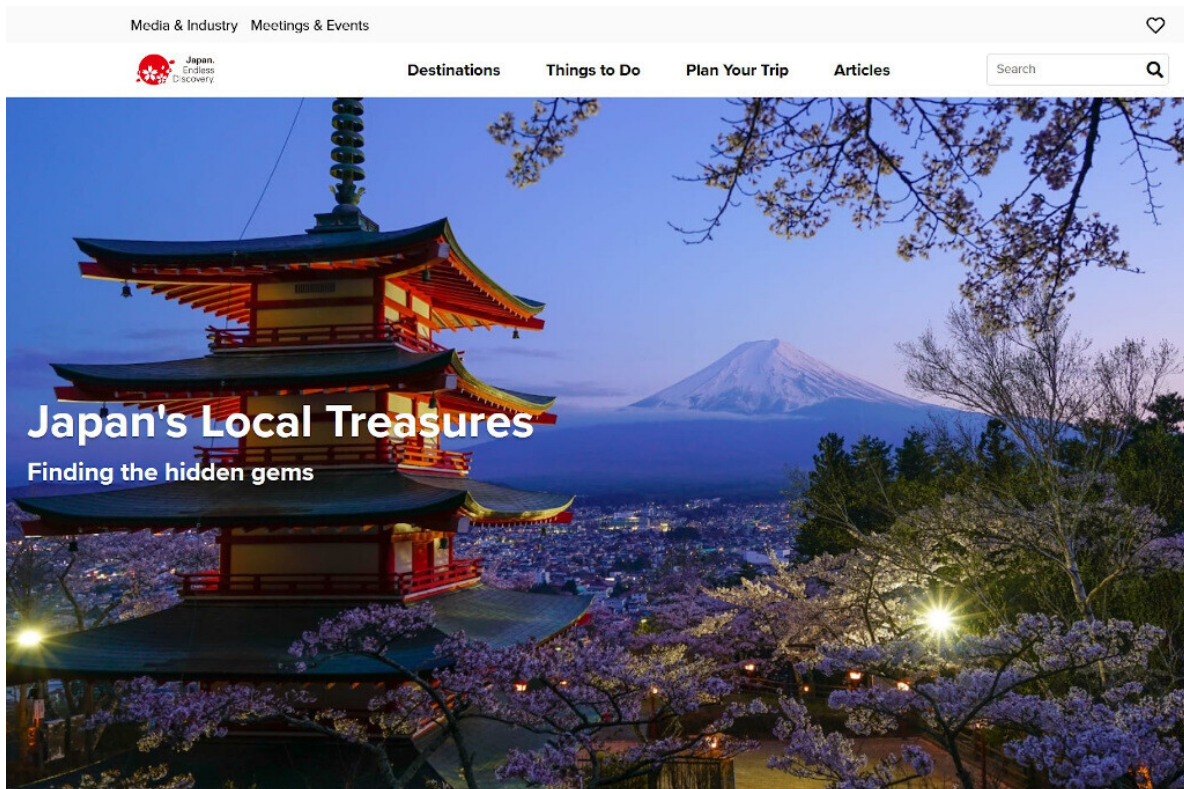 Media & Industry Meetings & Events
Japan.
Endless
Discovery.
Destinations Things to Do Plan Your Trip Articles Search
Japan's Local Treasures
Finding the hidden gems